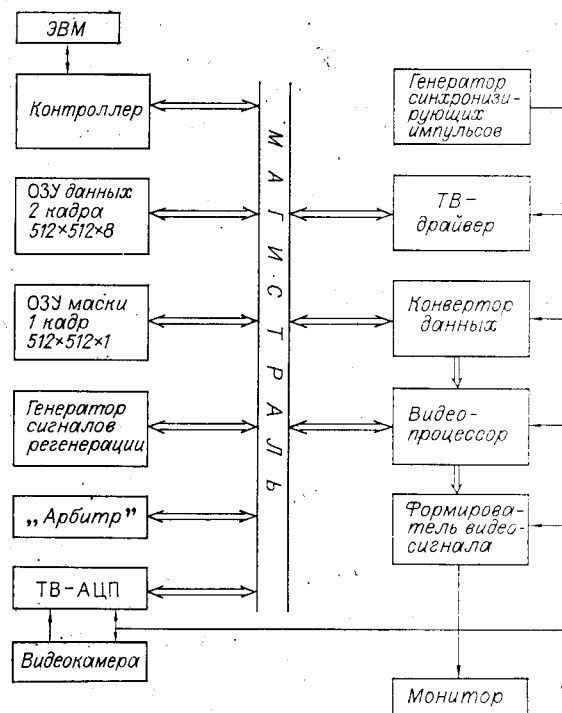 ЭВМ
Контроллер
ОЗУ данных
2 кадра
512×512×8
ОЗУ маски
1 кадр
512×512×1
Генератор
сигналов
регенерации
„Арбитр”
ТВ-АЦП
Видеокамера
МАГИСТРАЛЬ
Генератор
синхронизи-
рующих
импульсов
ТВ-
драйвер
Конвертор
данных
Видео-
процессор
Формирова-
тель видео-
сигнала
Монитор